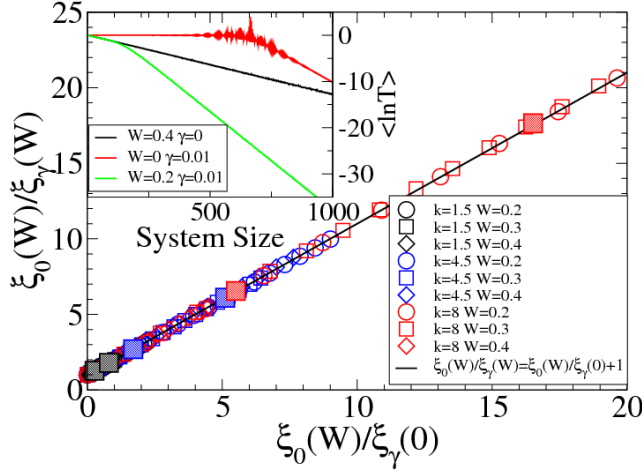 25
20
15
10
5
0
ξ₀(W)/ξγ(W)
0
-10
-20
-30
<lnT>
W=0.4 γ=0
W=0 γ=0.01
W=0.2 γ=0.01
500
1000
System Size
k=1.5 W=0.2
k=1.5 W=0.3
k=1.5 W=0.4
k=4.5 W=0.2
k=4.5 W=0.3
k=4.5 W=0.4
k=8 W=0.2
k=8 W=0.3
k=8 W=0.4
ξ₀(W)/ξγ(W)=ξ₀(W)/ξγ(0)+1
0
5
10
15
20
ξ₀(W)/ξγ(0)